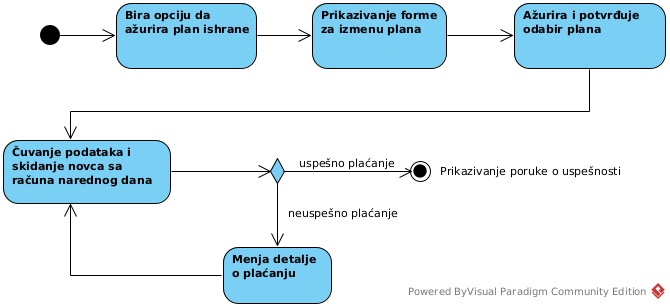 Bira opciju da
ažurira plan ishrane
Prikazivanje forme
za izmenu plana
Ažurira i potvrđuje
odabir plana
Čuvanje podataka i
skidanje novca sa
računa narednog dana
uspešno plaćanje
Prikazivanje poruke o uspešnosti
neuspešno plaćanje
Menja detalje
o plaćanju
Powered ByVisual Paradigm Community Edition